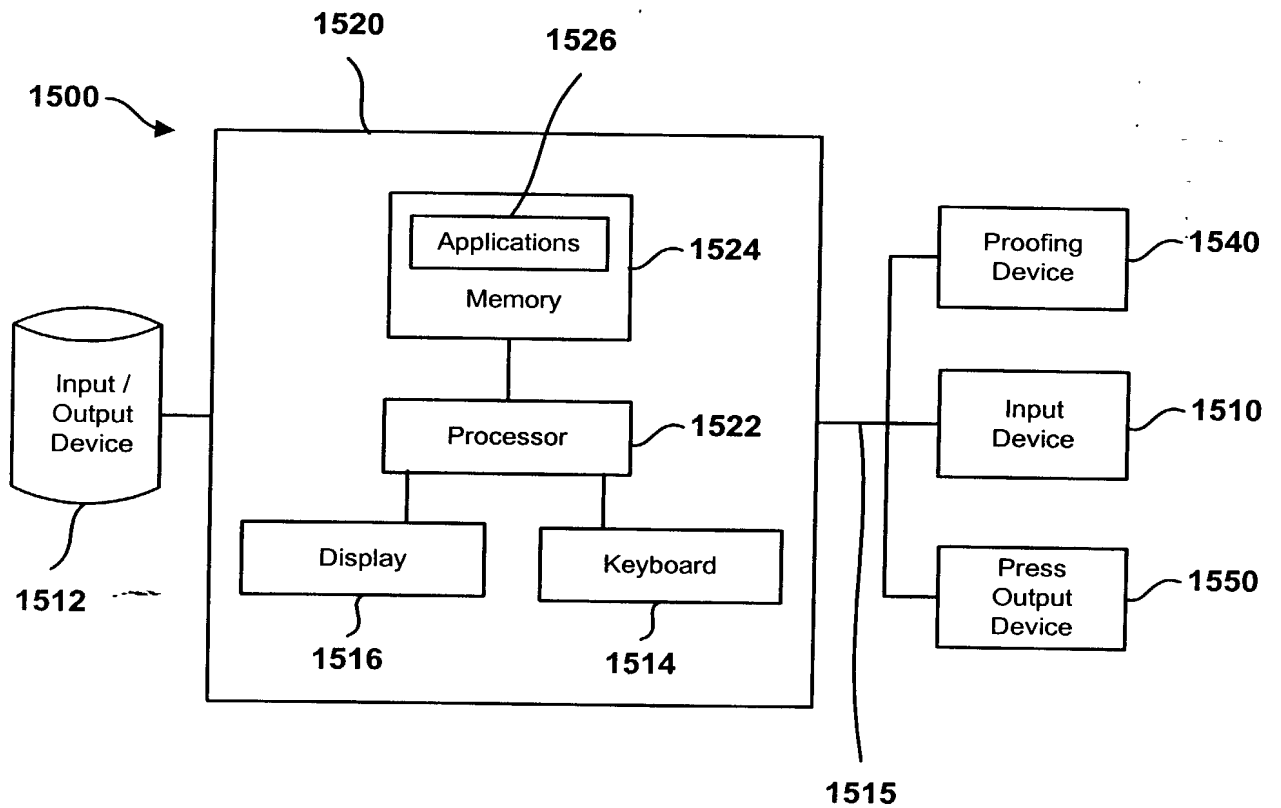 1520
1526
1500
Applications
1524
Memory
Proofing
Device
1540
Input /
Output
Device
Processor
1522
Input
Device
1510
Display
Keyboard
Press
Output
Device
1550
1512
1516
1514
1515